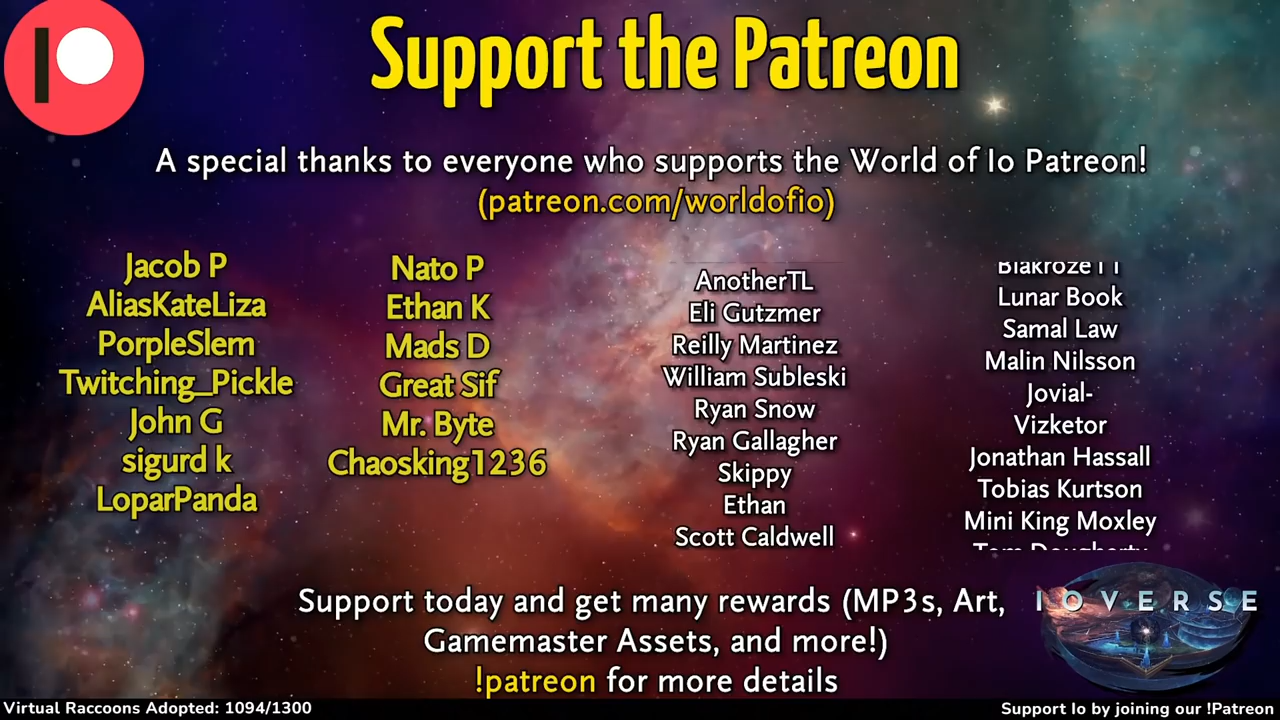 Support the Patreon
A special thanks to everyone who supports the World of Io Patreon!
(patreon.com/worldofio)
Jacob P
AliasKateLiza
PorpleSlem
Twitching_Pickle
John G
sigurd k
LoparPanda
Nato P
Ethan K
Mads D
Great Sif
Mr. Byte
Chaosking1236
AnotherTL
Eli Gutzmer
Reilly Martinez
William Subleski
Ryan Snow
Ryan Gallagher
Skippy
Ethan
Scott Caldwell
Lunar Book
Samal Law
Malin Nilsson
Jovial-
Vizketor
Jonathan Hassall
Tobias Kurtson
Mini King Moxley
Support today and get many rewards (MP3s, Art,
Gamemaster Assets, and more!)
!patreon for more details
IOVERSE
Virtual Raccoons Adopted: 1094/1300
Support Io by joining our !Patreon